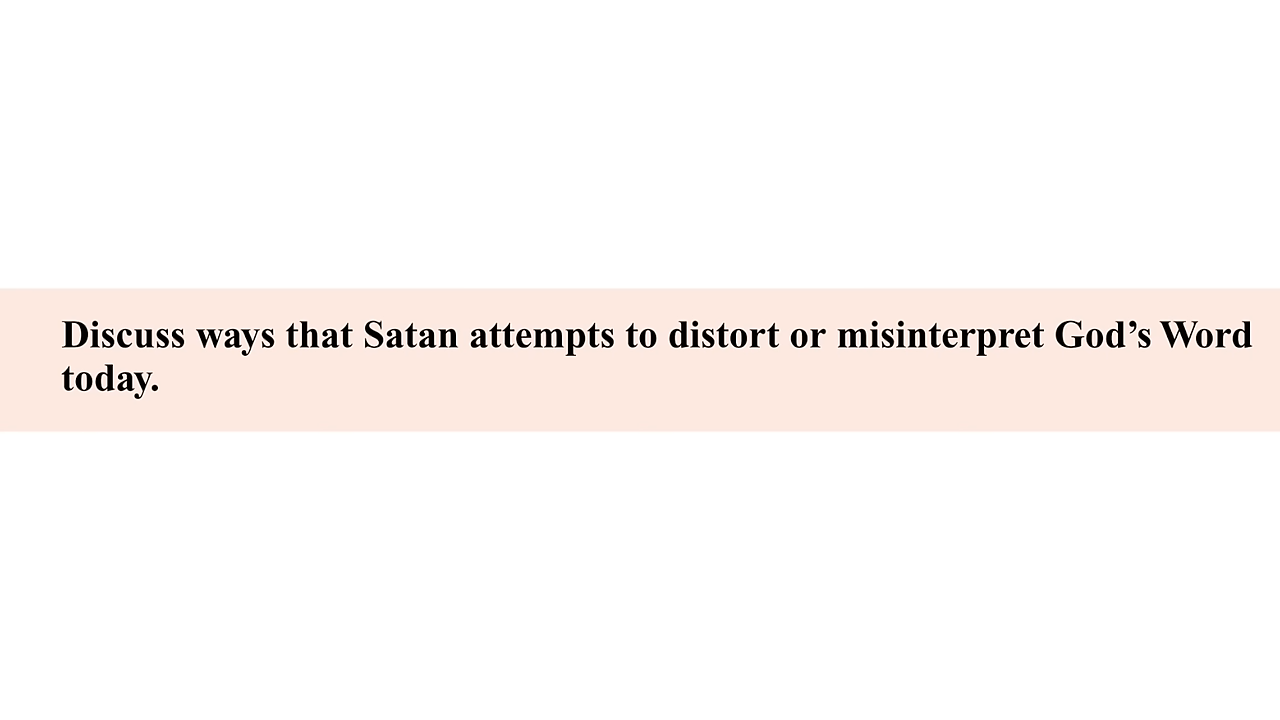 Discuss ways that Satan attempts to distort or misinterpret God’s Word
today.